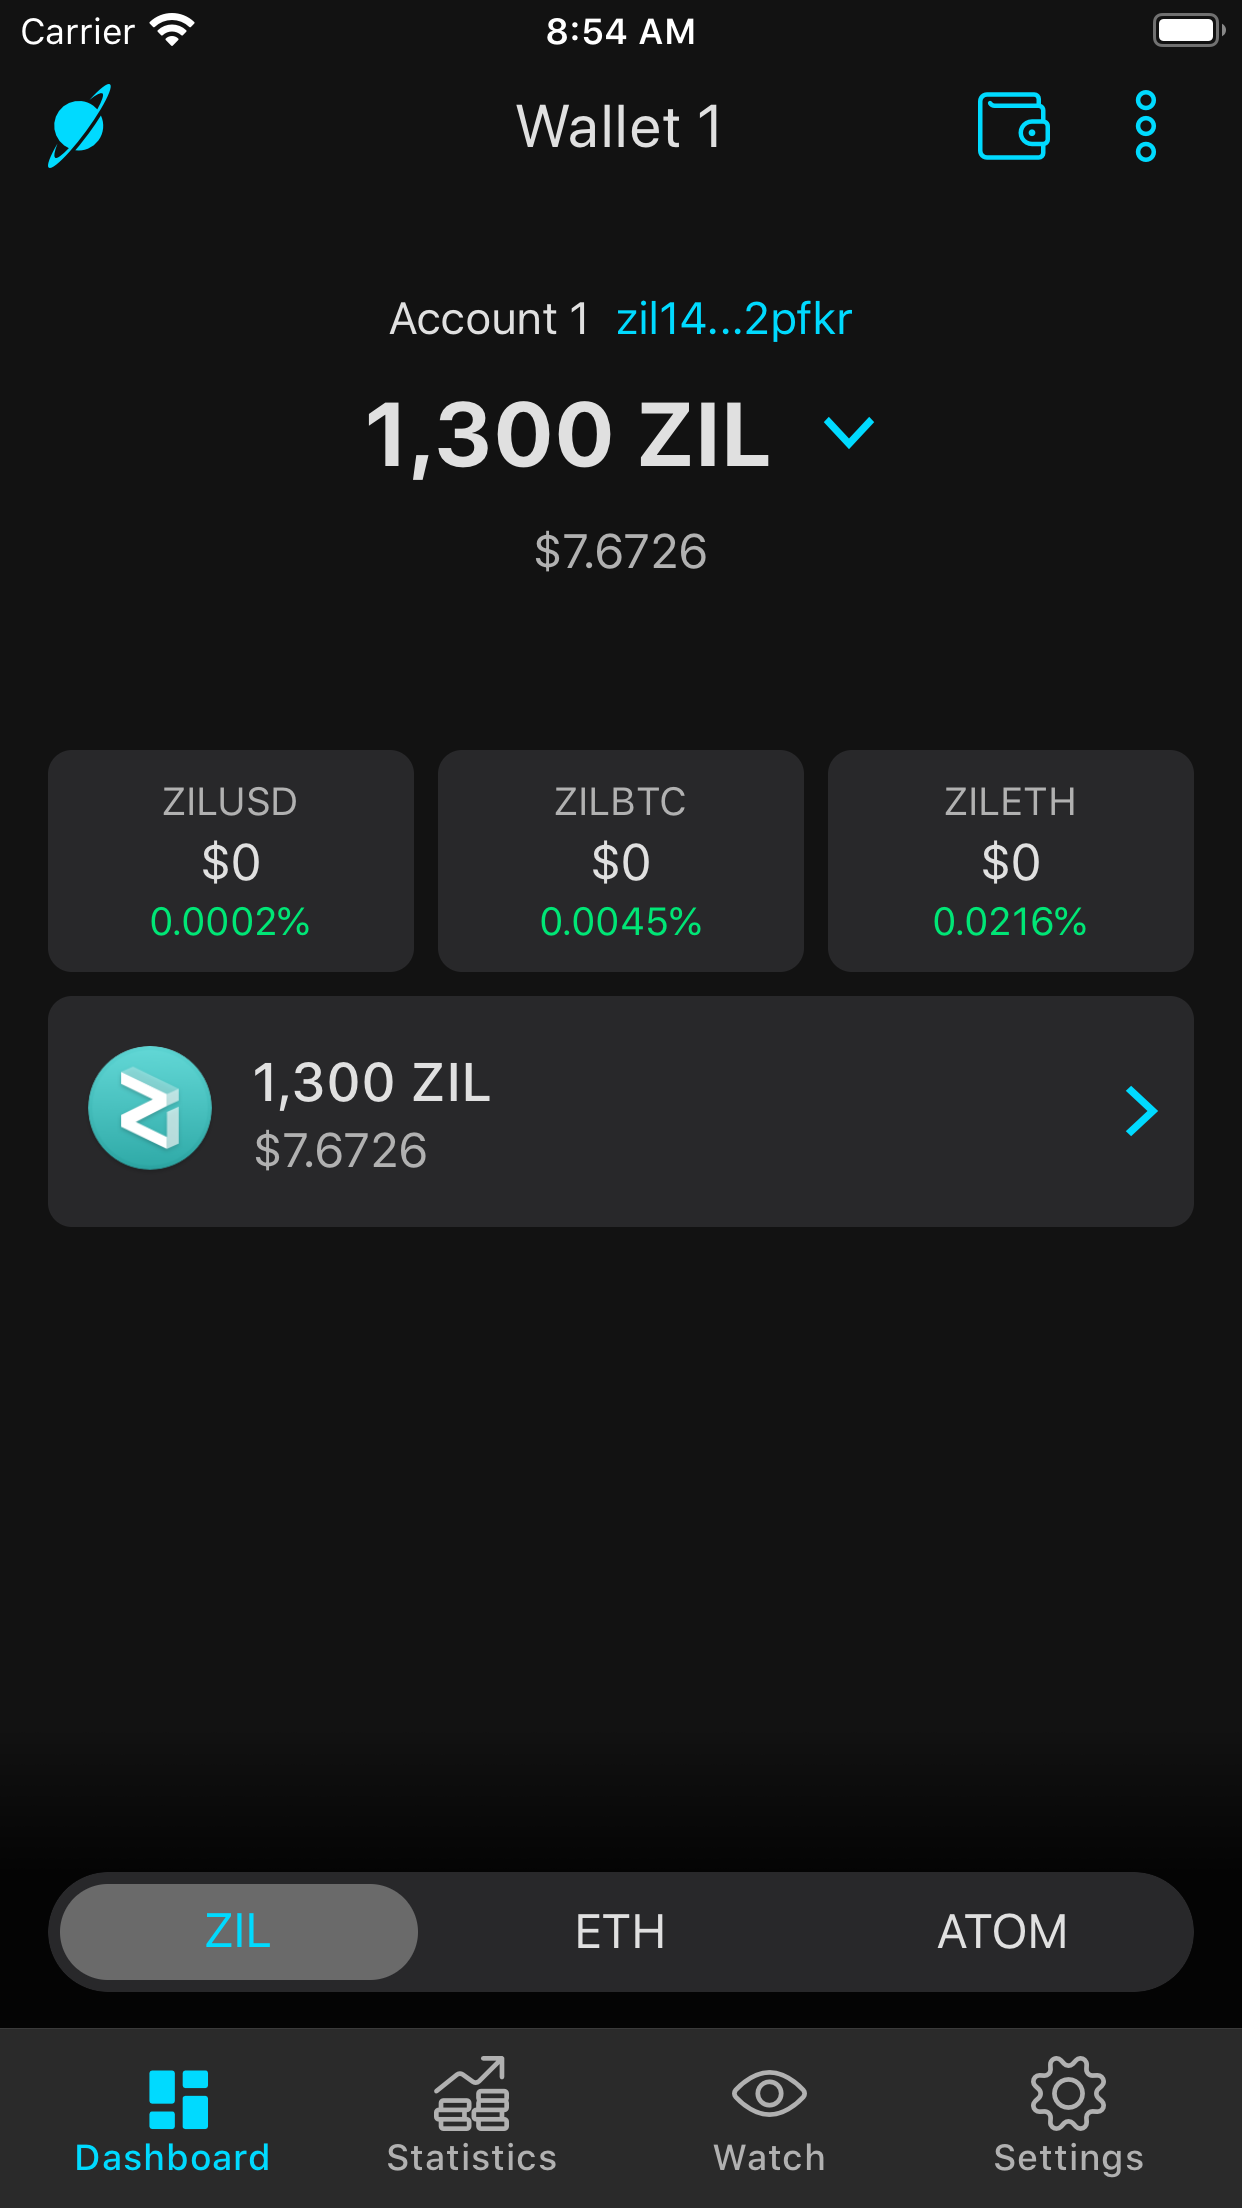 Carrier 8:54 AM
Wallet 1
Account 1 zil14...2pfkr
1,300 ZIL
$7.6726
ZILUSD ZILBTC ZILETH
$0 $0 $0
0.0002% 0.0045% 0.0216%
1,300 ZIL
$7.6726
ZIL ETH ATOM
Dashboard Statistics Watch Settings